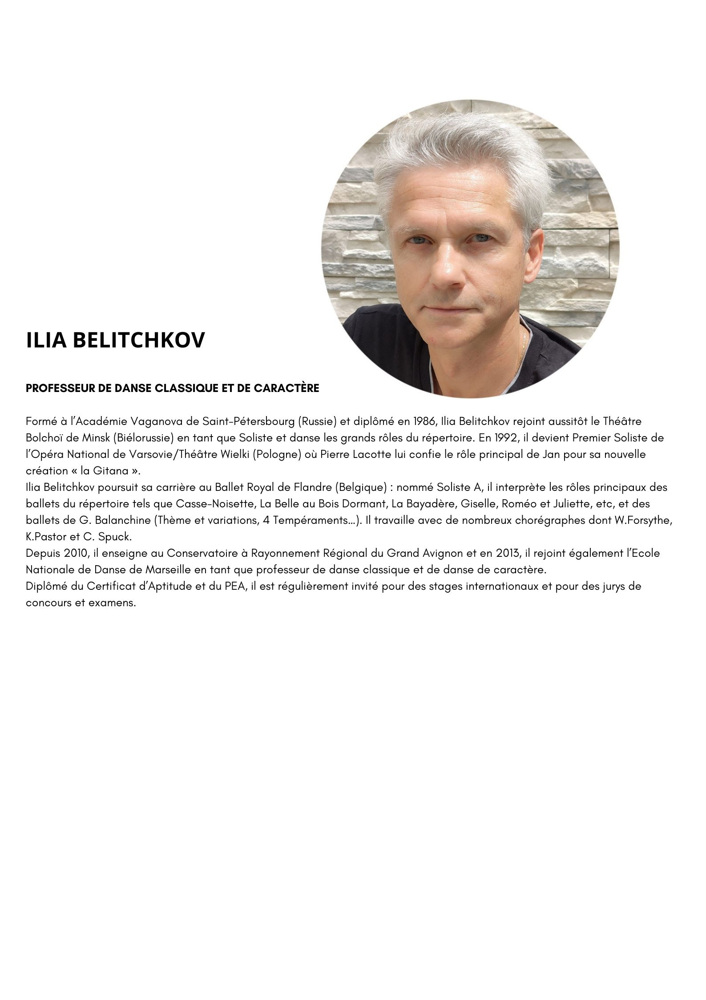 ILIA BELITCHKOV
PROFESSEUR DE DANSE CLASSIQUE ET DE CARACTÈRE
Formé à l'Académie Vaganova de Saint-Pétersbourg (Russie) et diplômé en 1986, Ilia Belitchkov rejoint aussitôt le Théâtre
Bolchoï de Minsk (Biélorussie) en tant que Soliste et danse les grands rôles du répertoire. En 1992, il devient Premier Soliste de
l'Opéra National de Varsovie/Théâtre Wielki (Pologne) où Pierre Lacotte lui confie le rôle principal de Jan pour sa nouvelle
création « la Gitana ».
Ilia Belitchkov poursuit sa carrière au Ballet Royal de Flandre (Belgique) : nommé Soliste A, il interprète les rôles principaux des
ballets du répertoire tels que Casse-Noisette, La Belle au Bois Dormant, La Bayadère, Giselle, Roméo et Juliette, etc, et des
ballets de G. Balanchine (Thème et variations, 4 Tempéraments...). Il travaille avec de nombreux chorégraphes dont W.Forsythe,
K.Pastor et C. Spuck.
Depuis 2010, il enseigne au Conservatoire à Rayonnement Régional du Grand Avignon et en 2013, il rejoint également l'Ecole
Nationale de Danse de Marseille en tant que professeur de danse classique et de danse de caractère.
Diplômé du Certificat d'Aptitude et du PEA, il est régulièrement invité pour des stages internationaux et pour des jurys de
concours et examens.